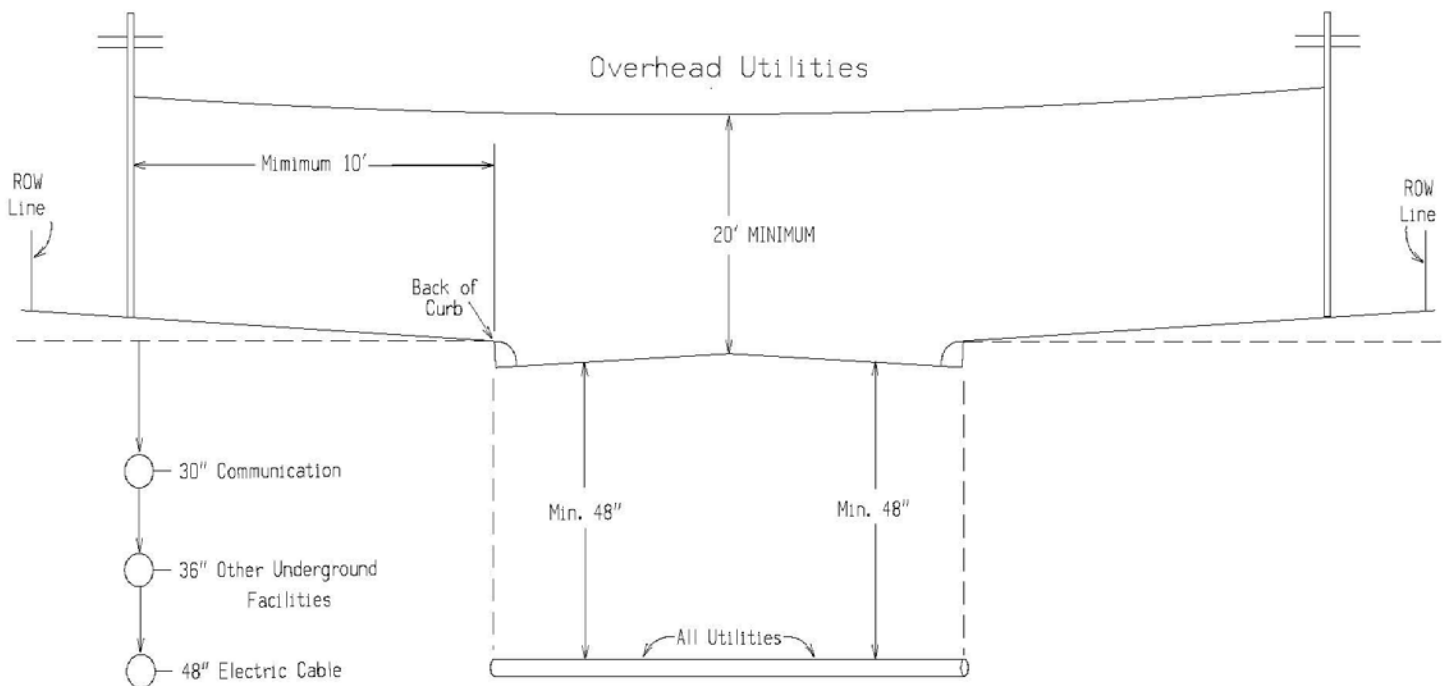 Overhead Utilities
Mimimum 10'
ROW
Line
ROW
Line
20' MINIMUM
Back of
Curb
30" Communication
Min. 48"
Min. 48"
36" Other Underground
Facilities
All Utilities
48" Electric Cable